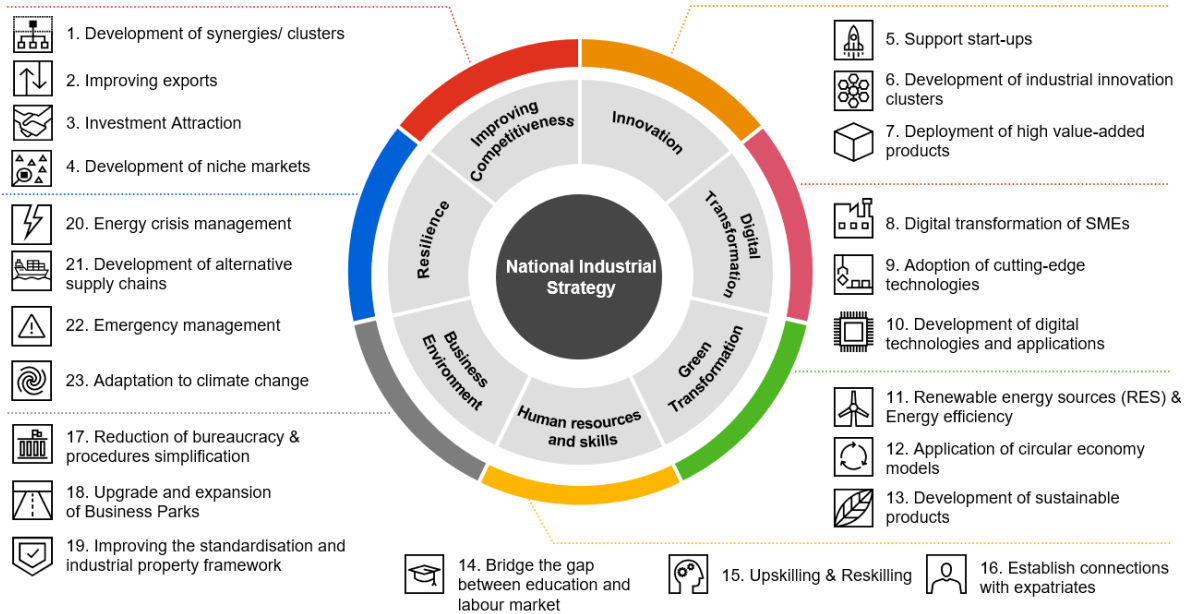 1. Development of synergies/ clusters
2. Improving exports
3. Investment Attraction
4. Development of niche markets
20. Energy crisis management
21. Development of alternative
supply chains
22. Emergency management
23. Adaptation to climate change
17. Reduction of bureaucracy &
procedures simplification
18. Upgrade and expansion
of Business Parks
19. Improving the standardisation and
industrial property framework
Improving
Competitiveness
Innovation
Digital
Transformation
Green
Transformation
Human resources
and skills
Business
Environment
Resilience
National Industrial
Strategy
5. Support start-ups
6. Development of industrial innovation
clusters
7. Deployment of high value-added
products
8. Digital transformation of SMEs
9. Adoption of cutting-edge
technologies
10. Development of digital
technologies and applications
11. Renewable energy sources (RES) &
Energy efficiency
12. Application of circular economy
models
13. Development of sustainable
products
14. Bridge the gap
between education and
labour market
15. Upskilling & Reskilling
16. Establish connections
with expatriates